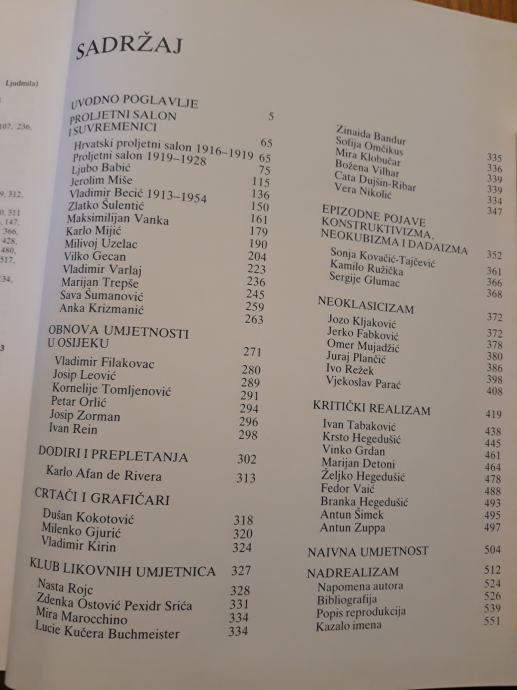 Ljudmila)
236,
312,
311
147,
366,
428,
480,
517,
SADRŽAJ
UVODNO POGLAVLJE 5
PROLJETNI SALON
I SUVREMENICI 65
Hrvatski proljetni salon 1916–1919 65
Proljetni salon 1919–1928 75
Ljubo Babić 115
Jerolim Miše 136
Vladimir Becić 1913–1954 150
Zlatko Šulentić 161
Maksimilijan Vanka 179
Karlo Mijić 190
Milivoj Uzelac 204
Vilko Gecan 223
Vladimir Varlaj 236
Marijan Trepše 245
Sava Šumanović 259
Anka Krizmanić 263
OBNOVA UMJETNOSTI
U OSIJEKU 271
Vladimir Filakovac 280
Josip Leović 289
Kornelije Tomljenović 291
Petar Orlić 294
Josip Zorman 296
Ivan Rein 298
DODIRI I PREPLETANJA 302
Karlo Afan de Rivera 313
CRTAČI I GRAFIČARI
Dušan Kokotović 318
Milenko Gjurić 320
Vladimir Kirin 324
KLUB LIKOVNIH UMJETNICA 327
Nasta Rojc 328
Zdenka Ostović Pexidr Srića 331
Mira Marocchino 334
Lucie Kučera Buchmeister 334
Zinaida Bandur 335
Sofija Omčikus 336
Mira Klobučar 339
Božena Vilhar 339
Cata Dujšin-Ribar 334
Vera Nikolić 347
EPIZODNE POJAVE
KONSTRUKTIVIZMA,
NEOKUBIZMA I DADAIZMA 352
Sonja Kovačić-Tajčević 361
Kamilo Ružička 366
Sergije Glumac 368
NEOKLASICIZAM 372
Jozo Kljaković 372
Jerko Fabković 378
Omer Mujadžić 380
Juraj Plančić 386
Ivo Režek 398
Vjekoslav Parać 408
KRITIČKI REALIZAM 419
Ivan Tabaković 438
Krsto Hegedušić 445
Vinko Grdan 461
Marijan Detoni 464
Željko Hegedušić 478
Fedor Vaić 488
Branka Hegedušić 493
Antun Šimek 495
Antun Zuppa 497
NAIVNA UMJETNOST 504
NADREALIZAM 512
Napomena autora 524
Bibliografija 526
Popis reprodukcija 539
Kazalo imena 551